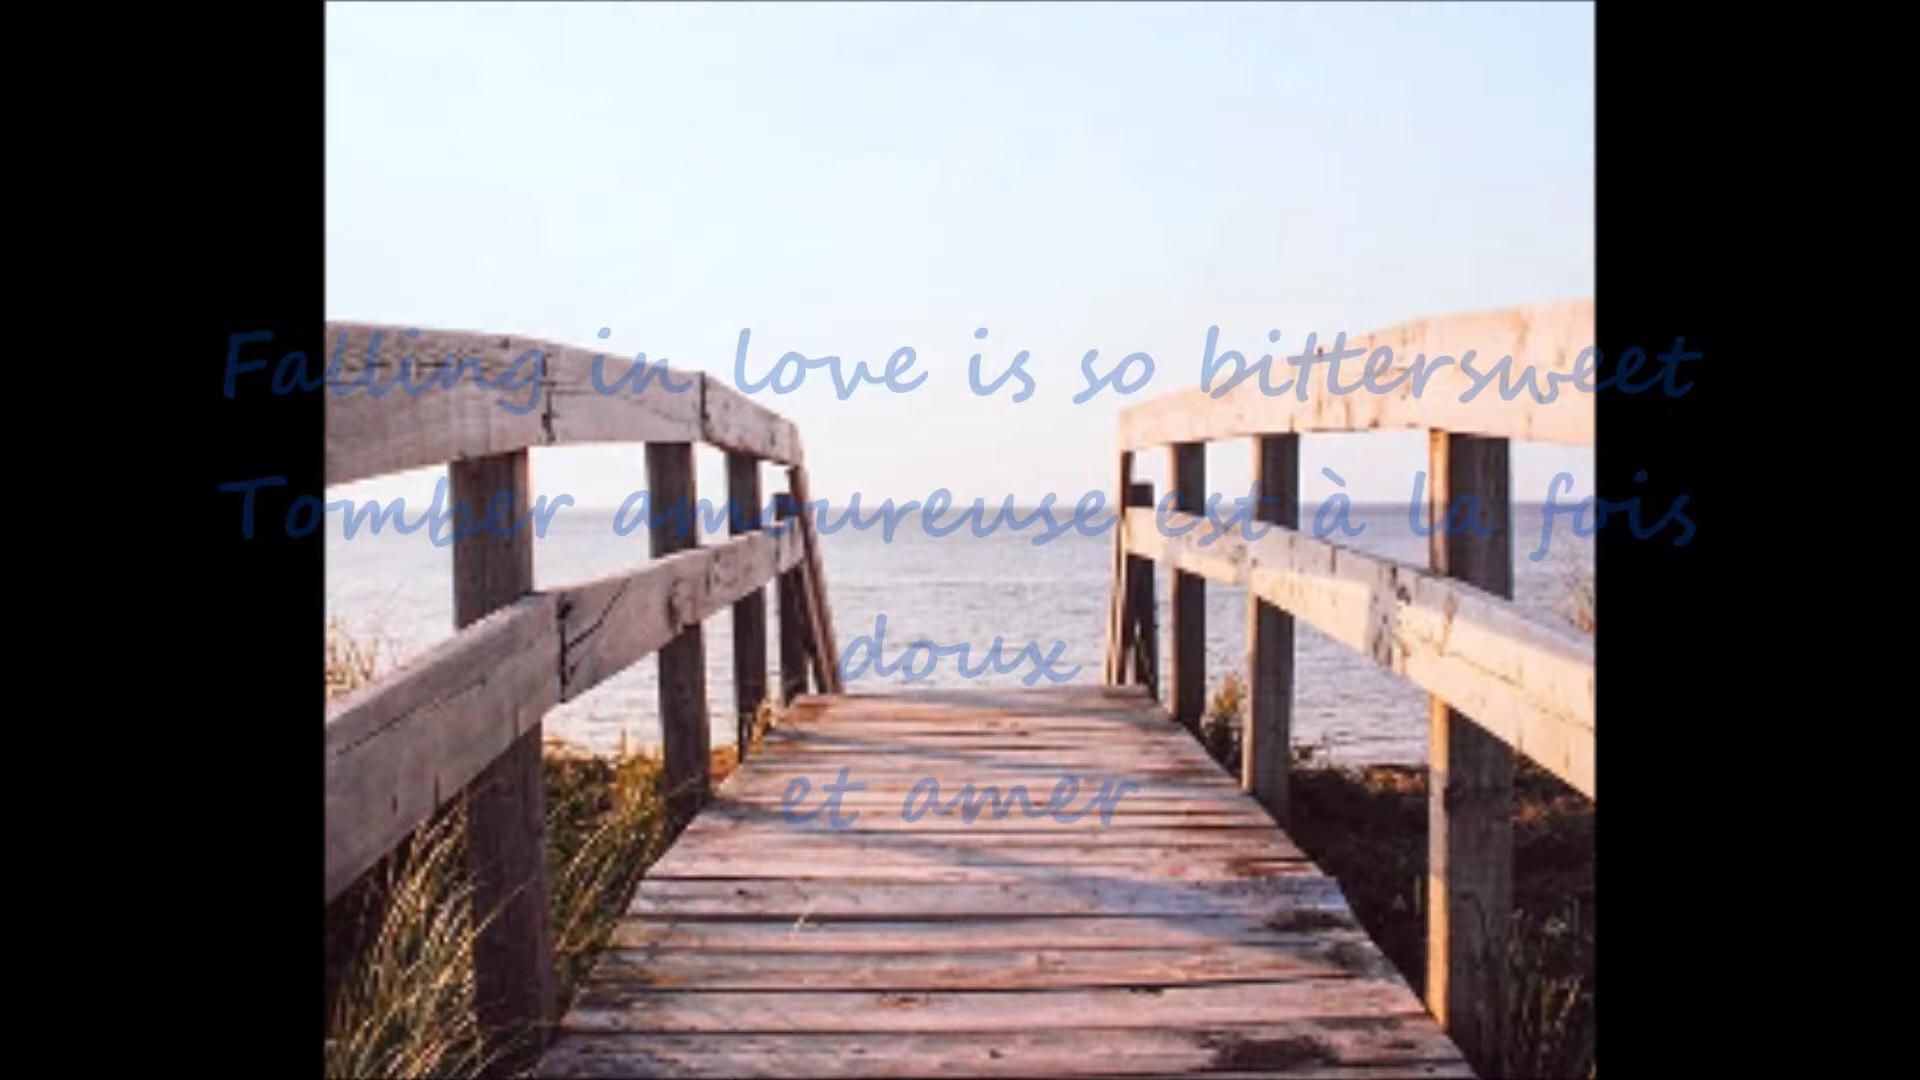 Falling in love is so bittersweet
Tomber amoureuse est à la fois
doux
et amer